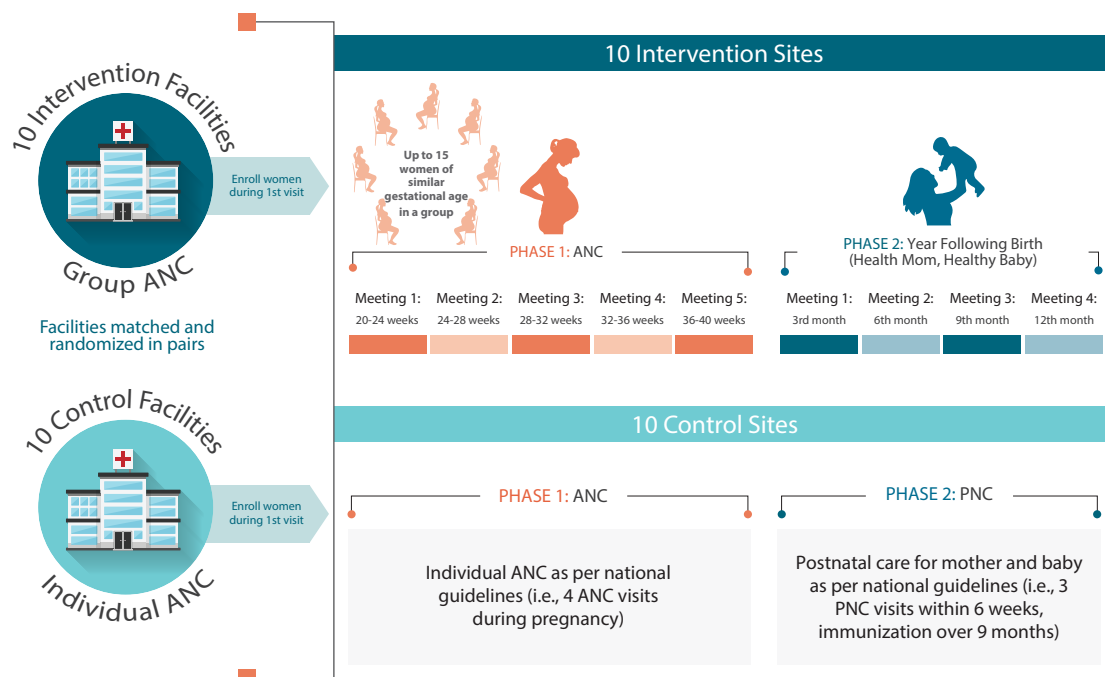 10 Intervention Facilities
Group ANC
Enroll women
during 1st visit
Facilities matched and
randomized in pairs
10 Control Facilities
Individual ANC
Enroll women
during 1st visit
10 Intervention Sites
Up to 15
women of
similar
gestational age
in a group
PHASE 1: ANC
Meeting 1:
20-24 weeks
Meeting 2:
24-28 weeks
Meeting 3:
28-32 weeks
Meeting 4:
32-36 weeks
Meeting 5:
36-40 weeks
PHASE 2: Year Following Birth
(Health Mom, Healthy Baby)
Meeting 1:
3rd month
Meeting 2:
6th month
Meeting 3:
9th month
Meeting 4:
12th month
10 Control Sites
PHASE 1: ANC
Individual ANC as per national
guidelines (i.e., 4 ANC visits
during pregnancy)
PHASE 2: PNC
Postnatal care for mother and baby
as per national guidelines (i.e., 3
PNC visits within 6 weeks,
immunization over 9 months)